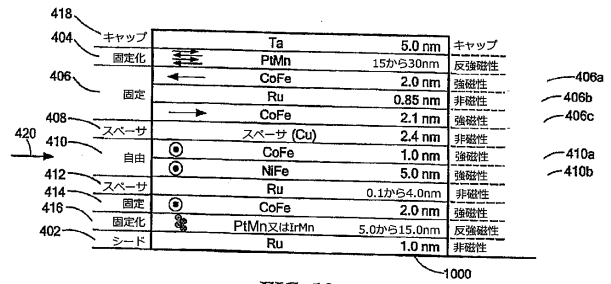 418
キャップ Ta 5.0 nm キャップ
404
固定化 PtMn 15から30nm 反強磁性
406
固定 CoFe 2.0 nm 強磁性 406a
Ru 0.85 nm 非磁性 406b
CoFe 2.1 nm 強磁性 406c
408
スペーサ スペーサ (Cu) 2.4 nm 非磁性
420
410
自由 CoFe 1.0 nm 強磁性 410a
NiFe 5.0 nm 強磁性 410b
412
スペーサ Ru 0.1から4.0nm 非磁性
414
固定 CoFe 2.0 nm 強磁性
416
固定化 PtMn又はIrMn 5.0から15.0nm 反強磁性
402
シード Ru 1.0 nm 非磁性
1000